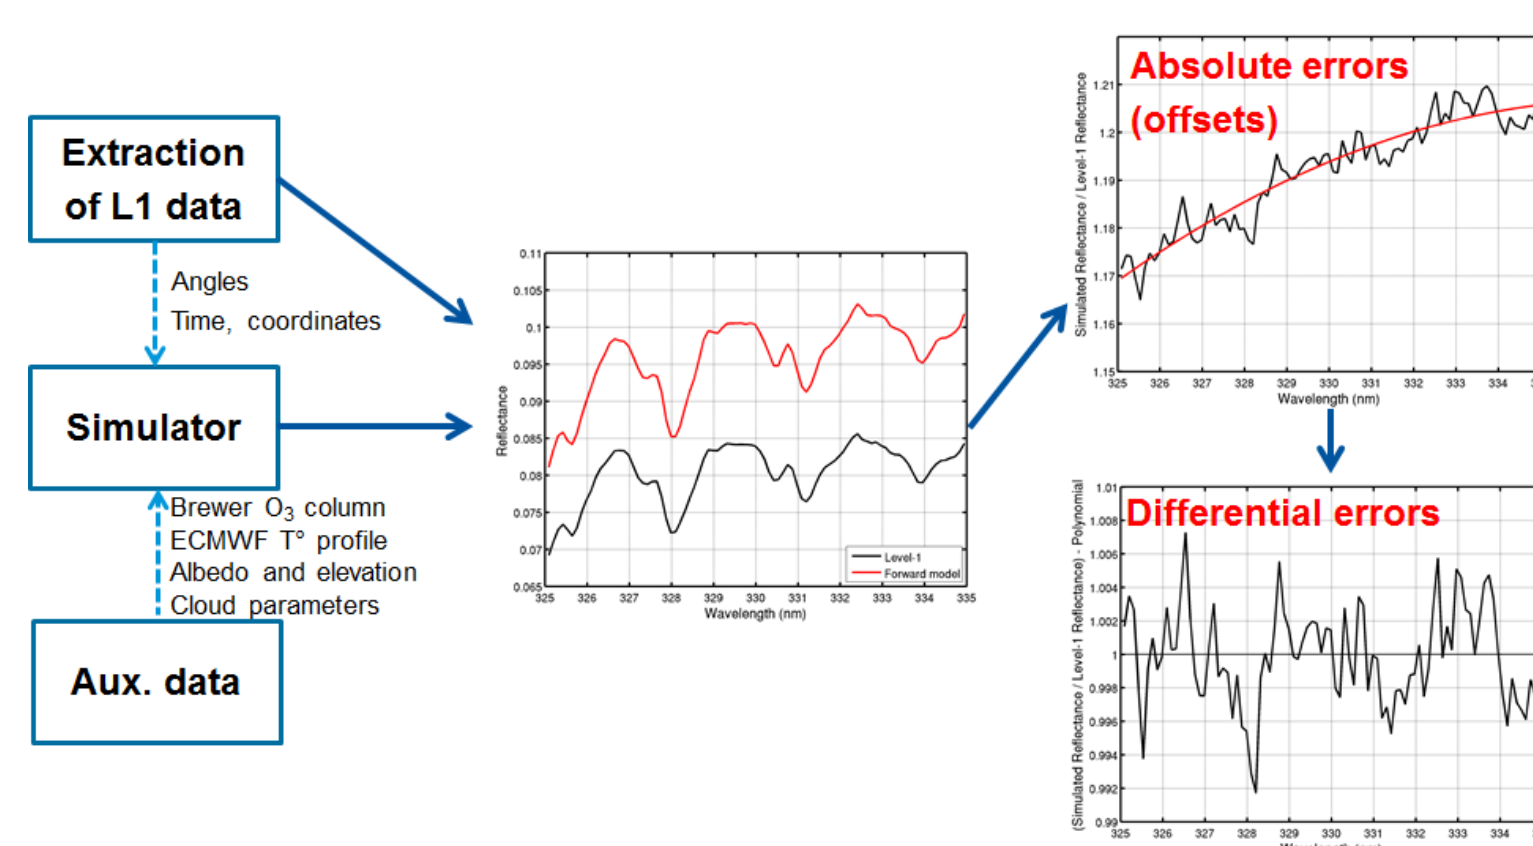 Extraction
of L1 data
Angles
Time, coordinates
Simulator
Brewer O3 column
ECMWF T° profile
Albedo and elevation
Cloud parameters
Aux. data
0.11
0.105
0.1
0.095
0.09
0.085
0.08
0.075
0.07
0.065
Reflectance
325 326 327 328 329 330 331 332 333 334 335
Wavelength (nm)
Level-1
Forward model
Absolute errors
(offsets)
Simulated Reflectance / Level-1 Reflectance
1.21
1.2
1.19
1.18
1.17
1.16
1.15
325 326 327 328 329 330 331 332 333 334
Wavelength (nm)
Differential errors
(Simulated Reflectance / Level-1 Reflectance) - Polynomial
1.01
1.008
1.006
1.004
1.002
1
0.998
0.996
0.994
0.992
0.99
325 326 327 328 329 330 331 332 333 334